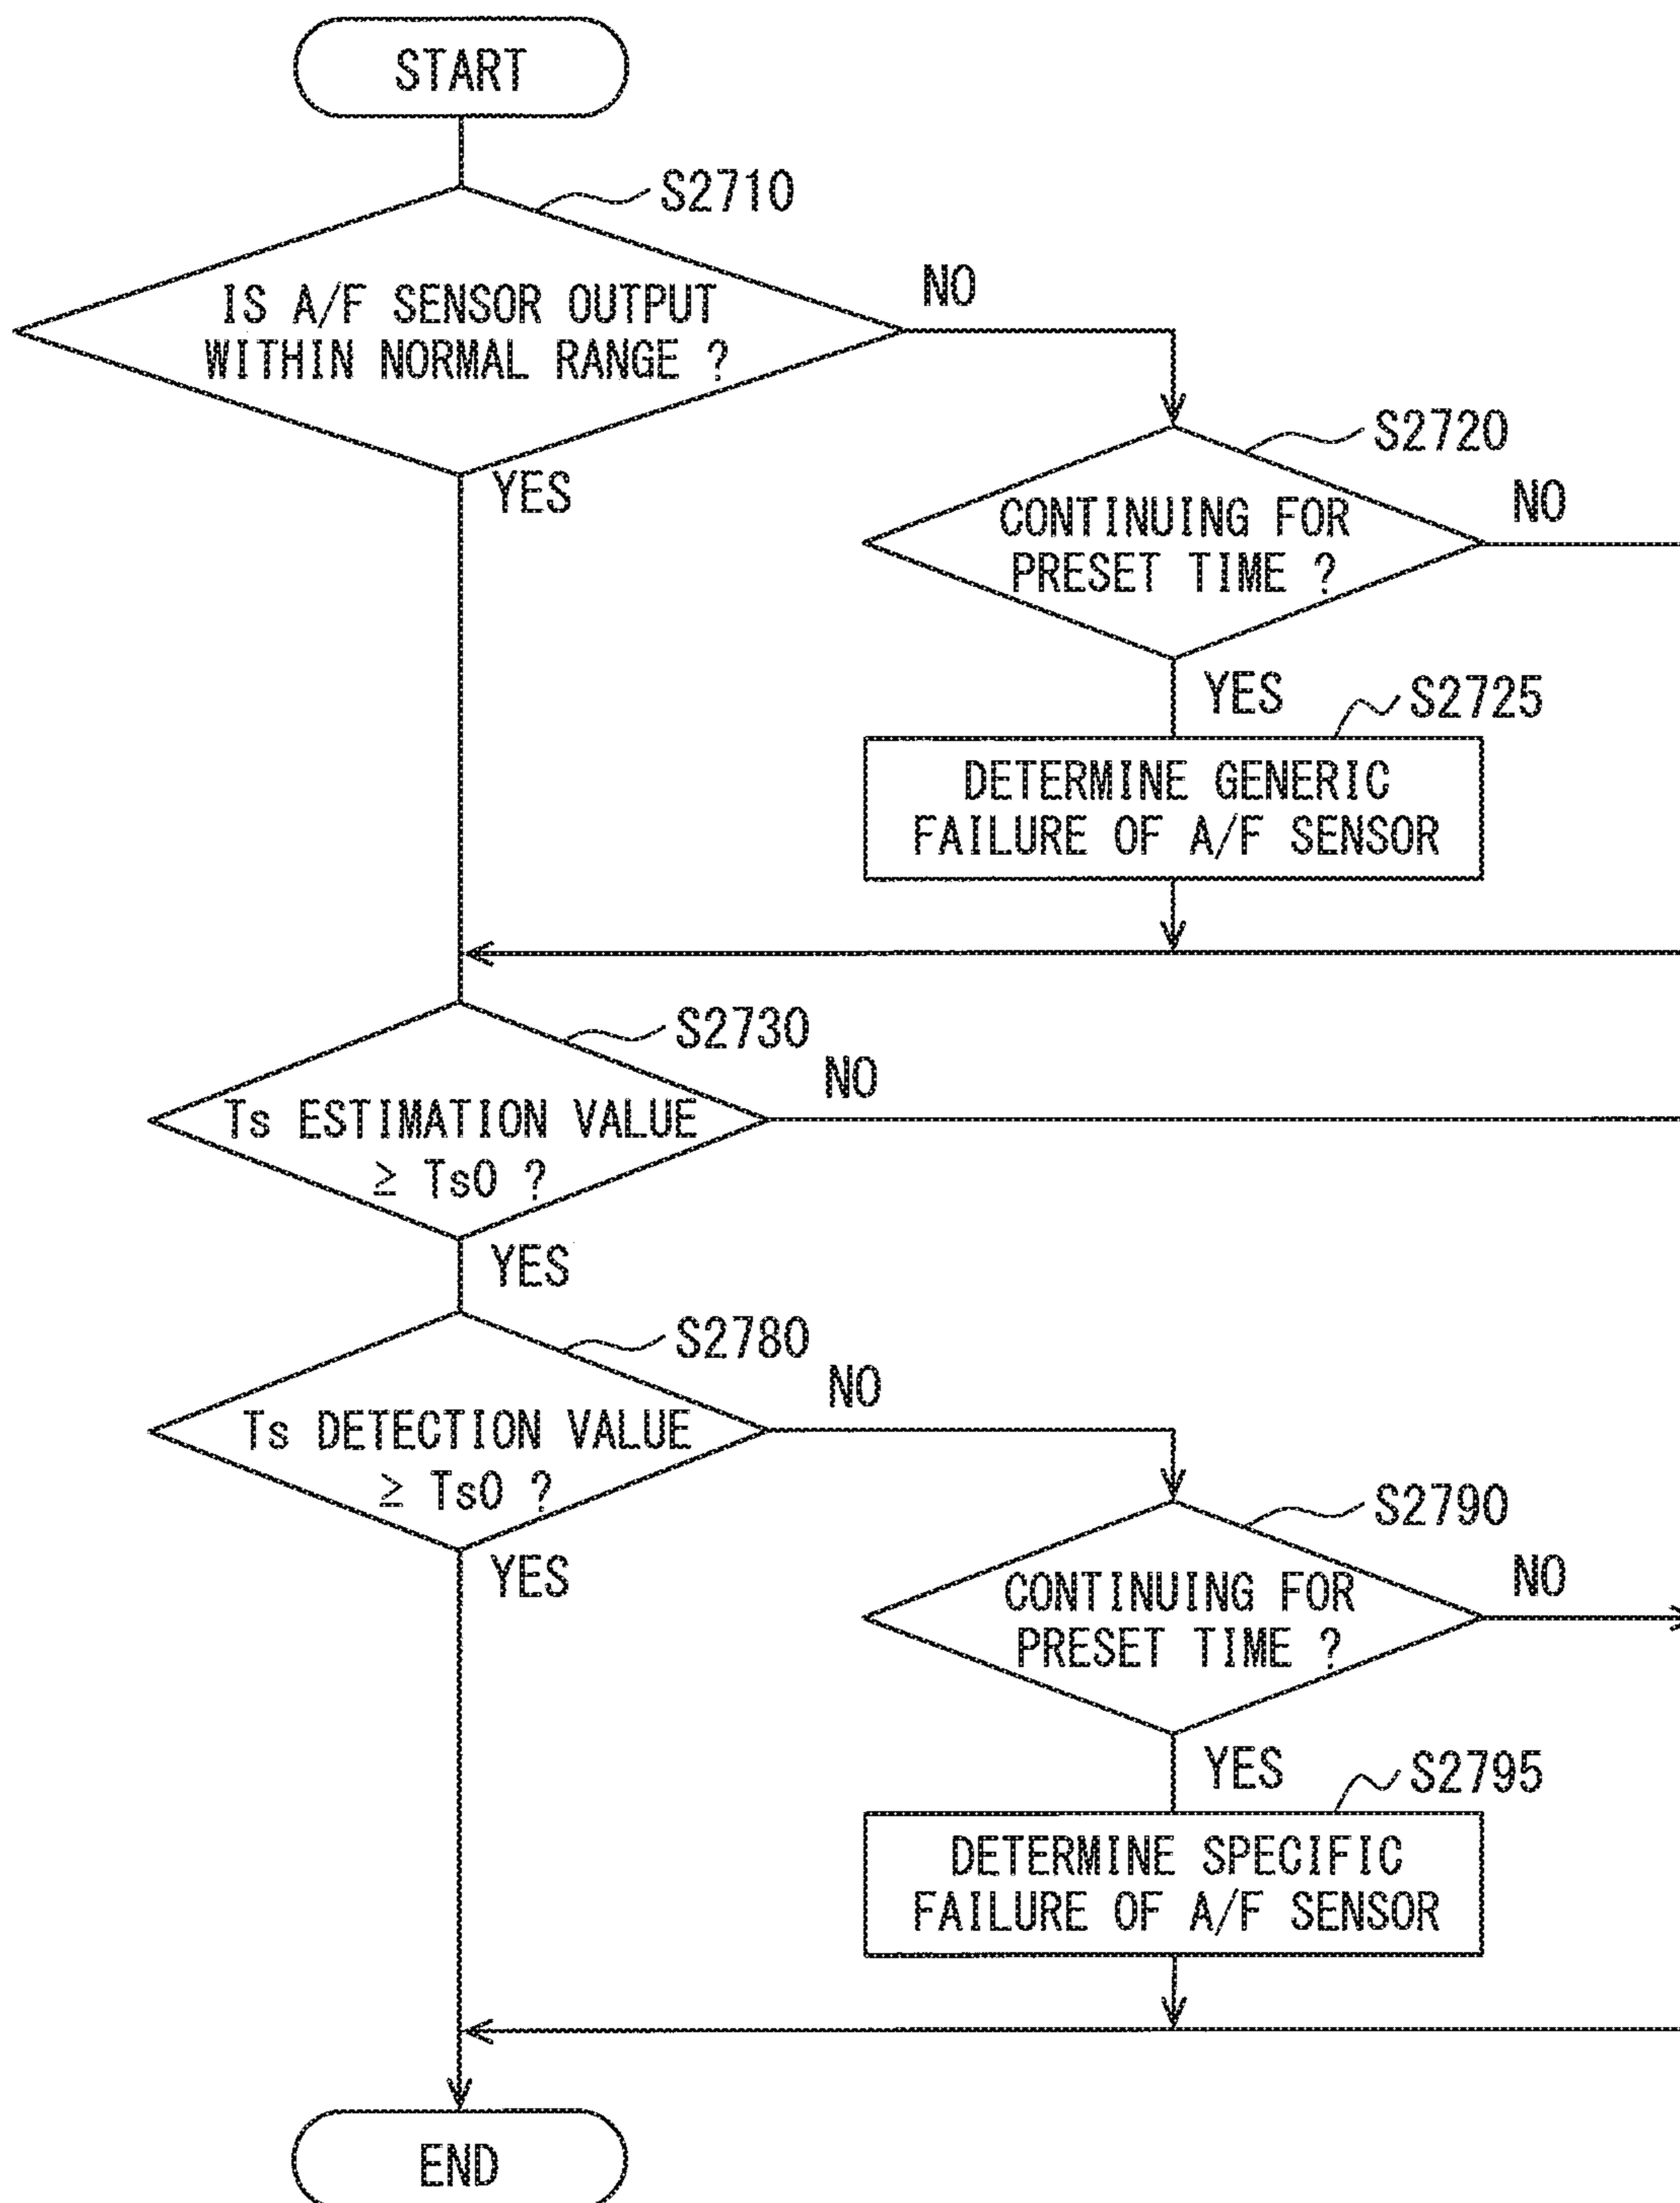 START
S2710
IS A/F SENSOR OUTPUT
WITHIN NORMAL RANGE ?
NO
YES
S2720
CONTINUING FOR
PRESET TIME ?
NO
YES
S2725
DETERMINE GENERIC
FAILURE OF A/F SENSOR
S2730
Ts ESTIMATION VALUE
≥ Ts0 ?
NO
YES
S2780
Ts DETECTION VALUE
≥ Ts0 ?
NO
YES
S2790
CONTINUING FOR
PRESET TIME ?
NO
YES
S2795
DETERMINE SPECIFIC
FAILURE OF A/F SENSOR
END